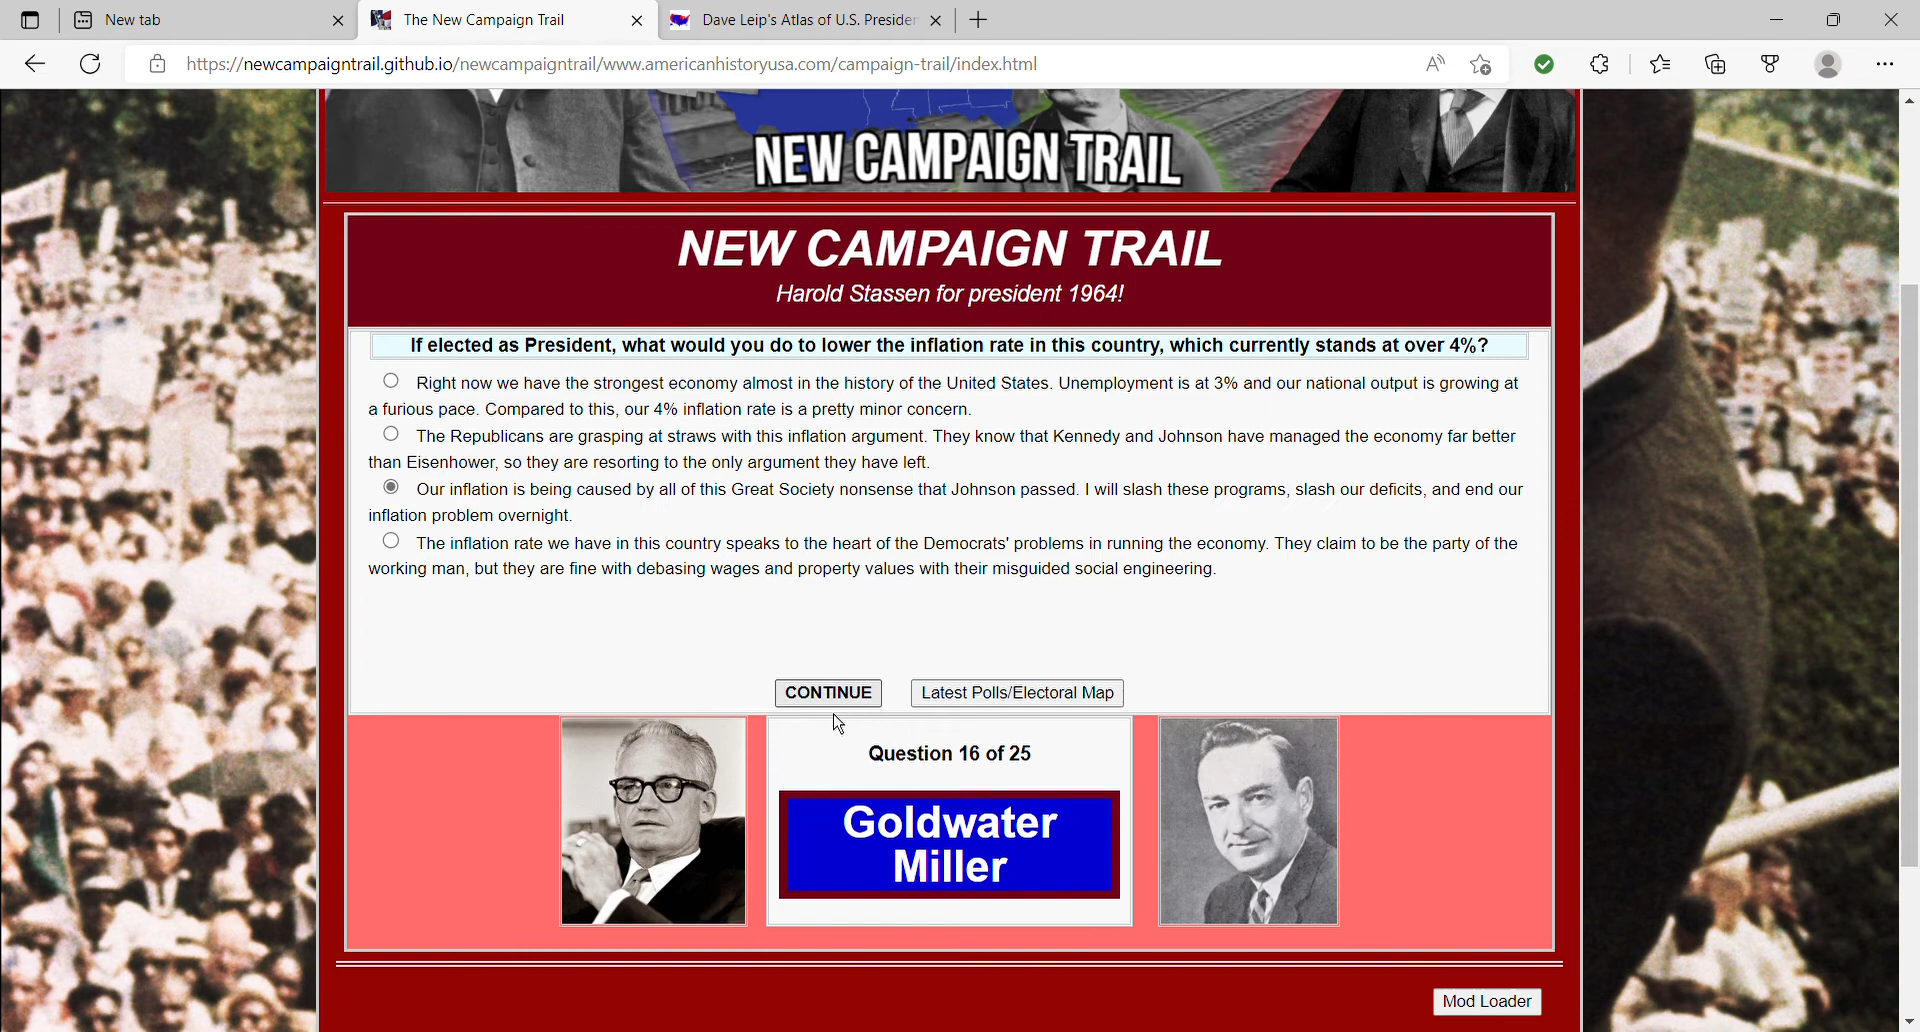 New tab
The New Campaign Trail
Dave Leip's Atlas of U.S. Presiden
https://newcampaigntrail.github.io/newcampaigntrail/www.americanhistoryusa.com/campaign-trail/index.html
NEW CAMPAIGN TRAIL
NEW CAMPAIGN TRAIL
Harold Stassen for president 1964!
If elected as President, what would you do to lower the inflation rate in this country, which currently stands at over 4%?
Right now we have the strongest economy almost in the history of the United States. Unemployment is at 3% and our national output is growing at
a furious pace. Compared to this, our 4% inflation rate is a pretty minor concern.
The Republicans are grasping at straws with this inflation argument. They know that Kennedy and Johnson have managed the economy far better
than Eisenhower, so they are resorting to the only argument they have left.
Our inflation is being caused by all of this Great Society nonsense that Johnson passed. I will slash these programs, slash our deficits, and end our
inflation problem overnight.
The inflation rate we have in this country speaks to the heart of the Democrats' problems in running the economy. They claim to be the party of the
working man, but they are fine with debasing wages and property values with their misguided social engineering.
CONTINUE
Latest Polls/Electoral Map
Question 16 of 25
Goldwater
Miller
Mod Loader